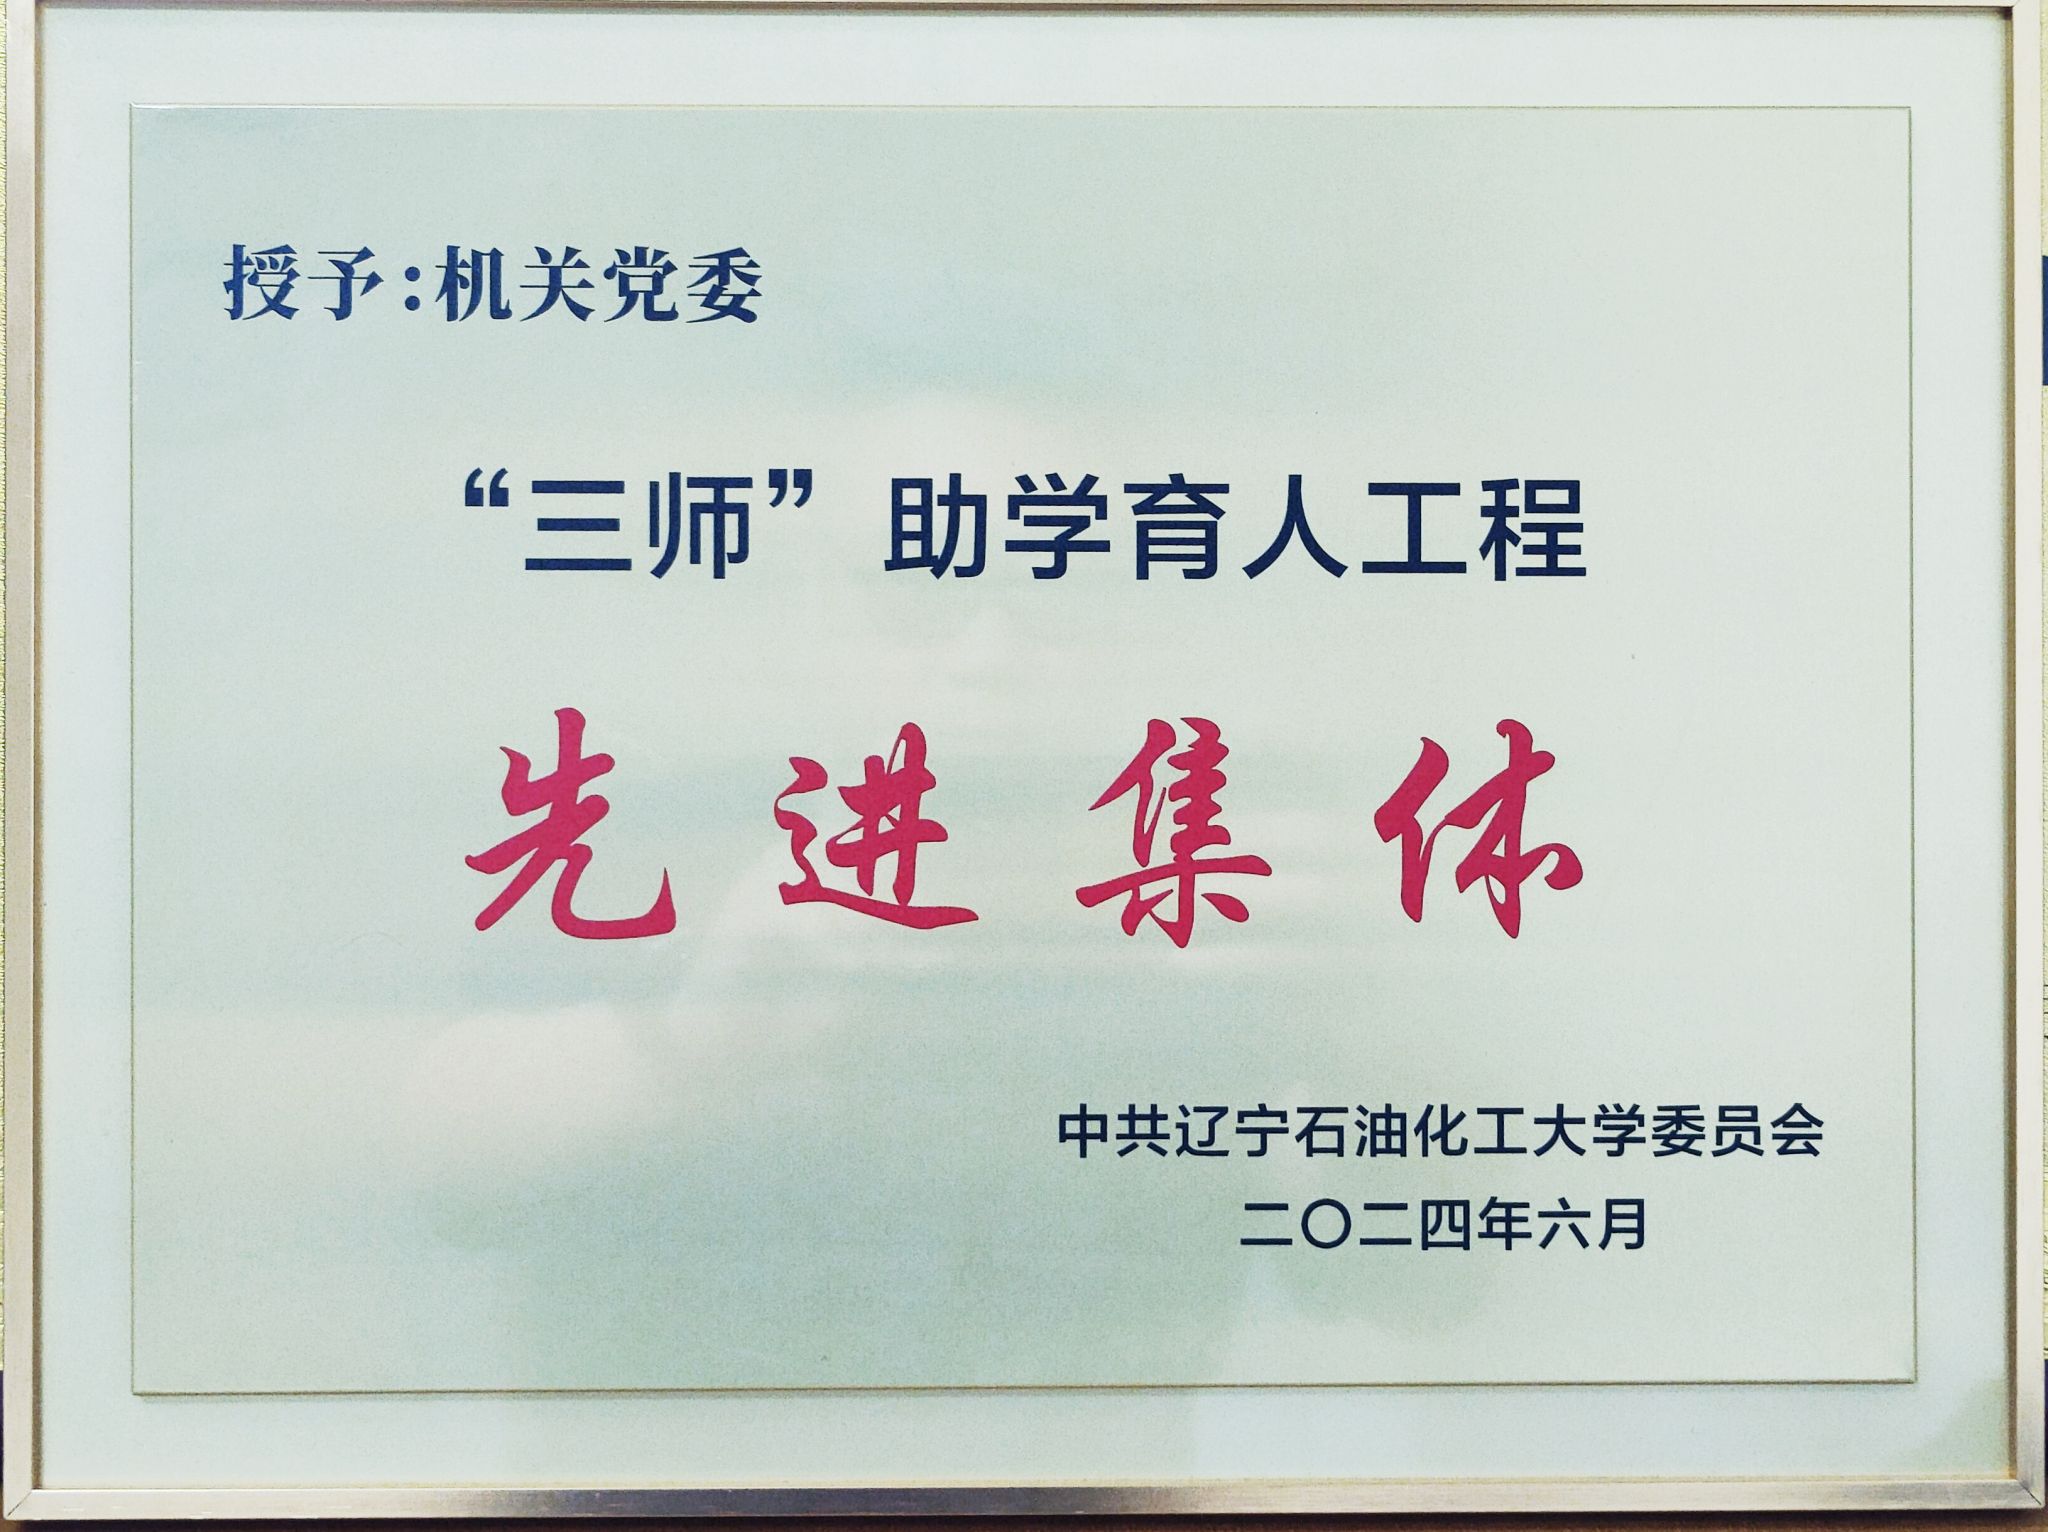 授予:机关党委
“三师”助学育人工程
先进集体
中共辽宁石油化工大学委员会
二〇二四年六月